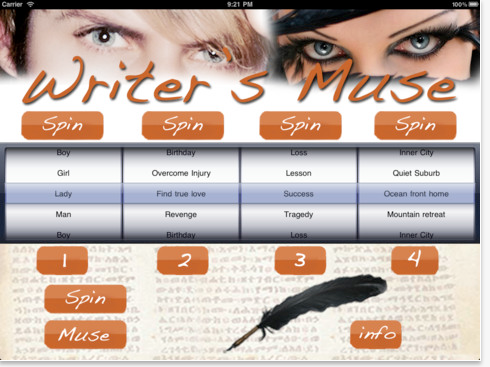 Carrier 9:21 PM 100%
Writer's Muse
Spin Spin Spin Spin
Boy Birthday Loss Inner City
Girl Overcome Injury Lesson Quiet Suburb
Lady Find true love Success Ocean front home
Man Revenge Tragedy Mountain retreat
Boy Birthday Loss Inner City
1 2 3 4
Spin
Muse info